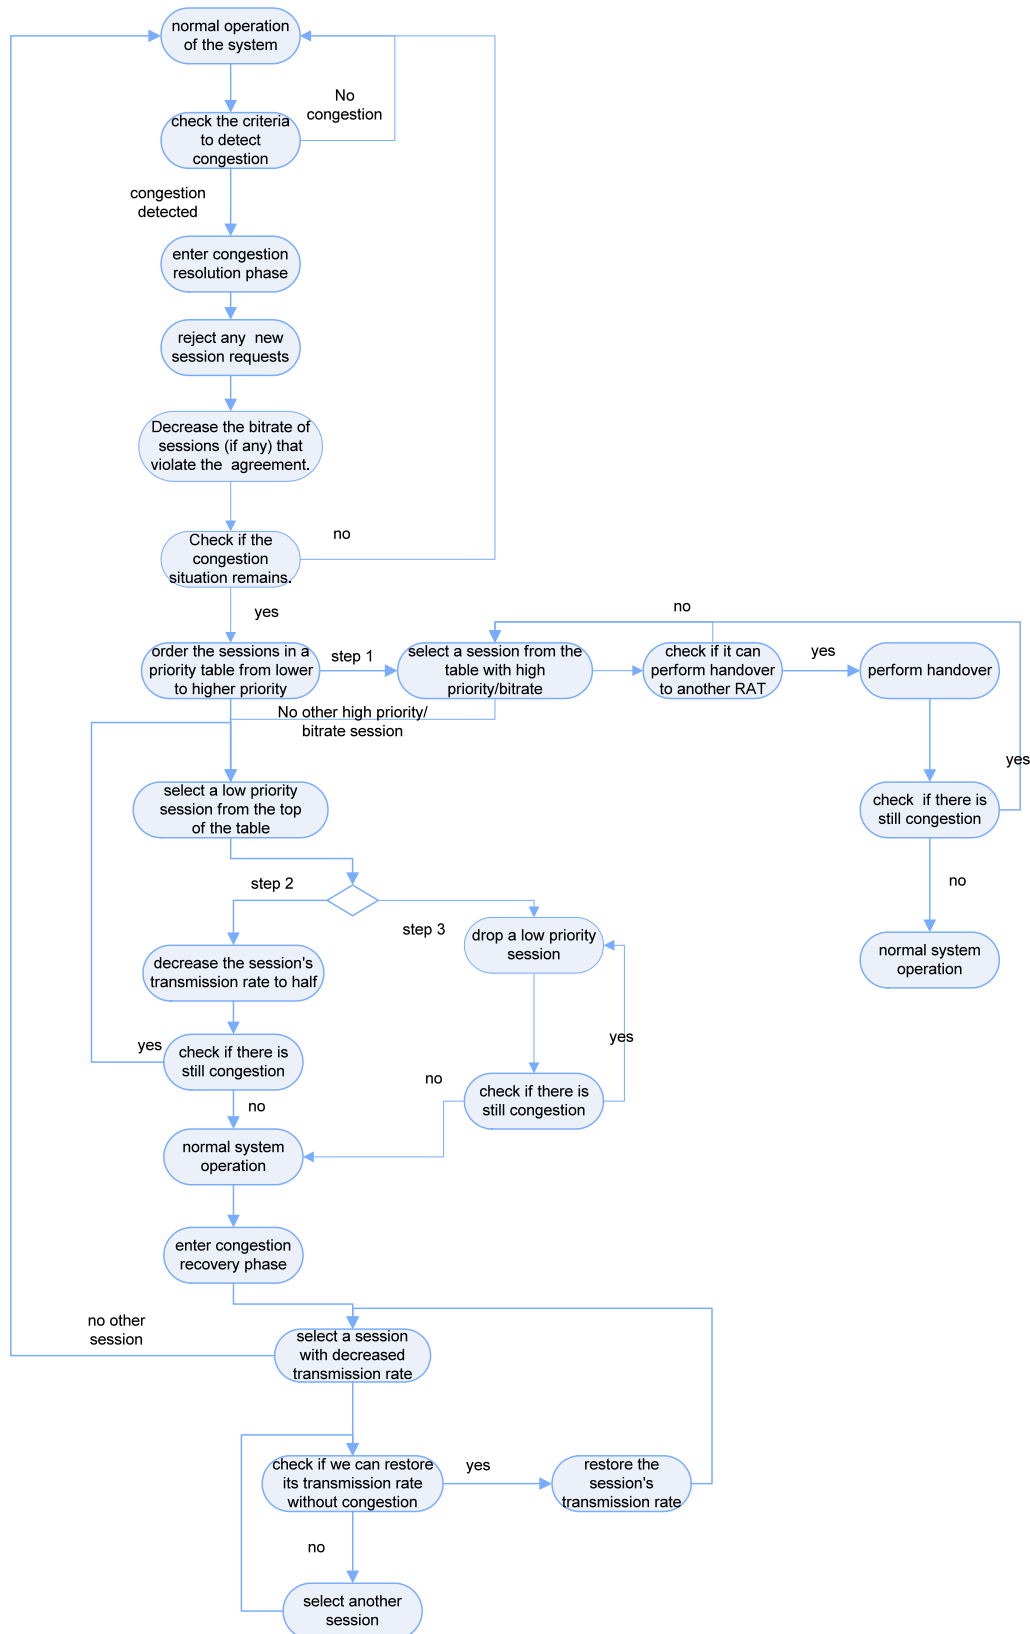 normal operation
of the system
No
congestion
check the criteria
to detect
congestion
congestion
detected
enter congestion
resolution phase
reject any new
session requests
Decrease the bitrate of
sessions (if any) that
violate the agreement.
Check if the
congestion
situation remains.
no
yes
order the sessions in a
priority table from lower
to higher priority
step 1
select a session from the
table with high
priority/bitrate
no
check if it can
perform handover
to another RAT
yes
perform handover
No other high priority/
bitrate session
yes
select a low priority
session from the top
of the table
check if there is
still congestion
no
step 2
step 3
drop a low priority
session
normal system
operation
decrease the session's
transmission rate to half
yes
yes
check if there is
still congestion
no
check if there is
still congestion
no
normal system
operation
enter congestion
recovery phase
no other
session
select a session
with decreased
transmission rate
check if we can restore
its transmission rate
without congestion
yes
restore the
session's
transmission rate
no
select another
session